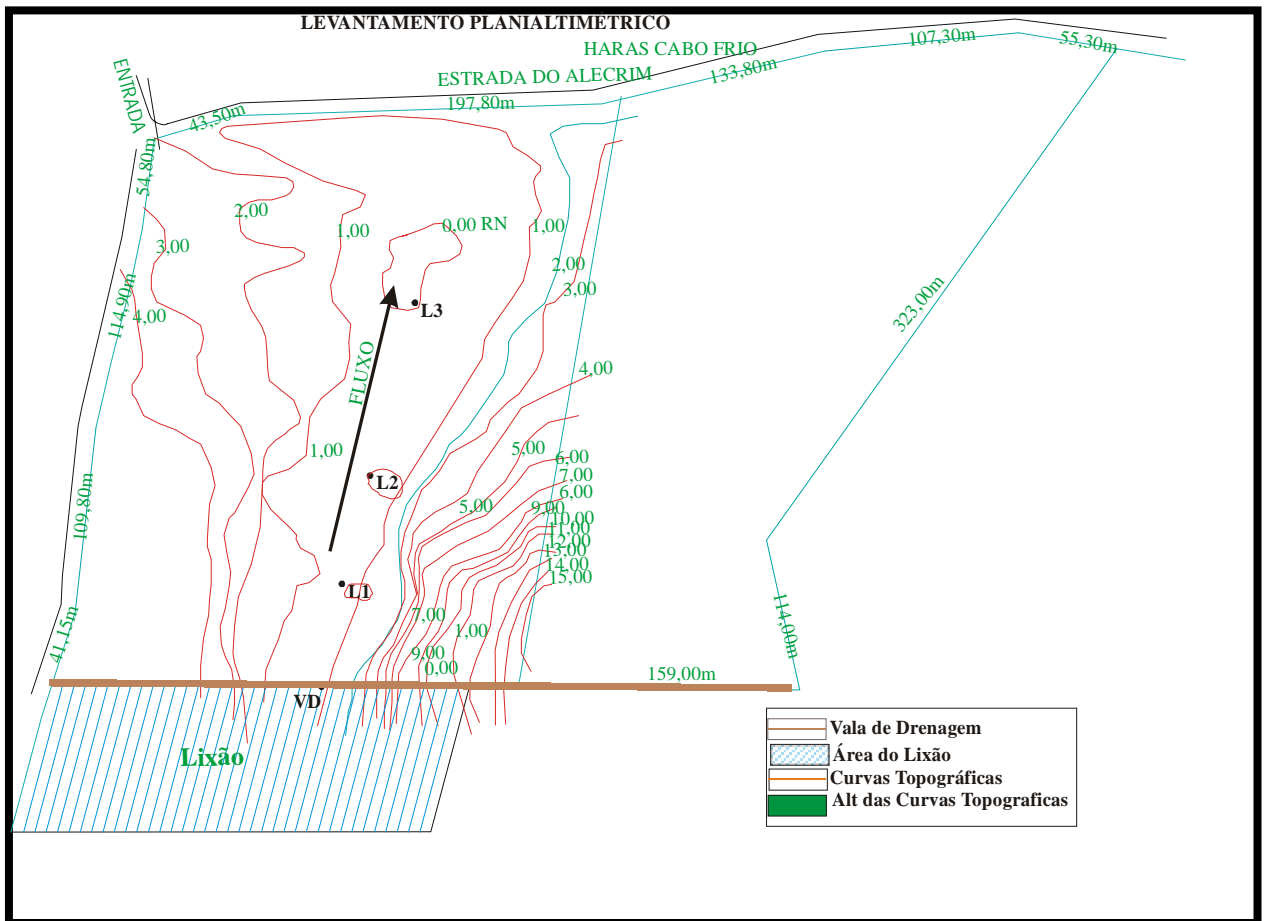 LEVANTAMENTO PLANIALTIMÉTRICO
HARAS CABO FRIO
107,30m
55,30m
ENTRADA
ESTRADA DO ALECRIM
133,80m
43,50m
197,80m
54,80m
2,00
1,00
0,00 RN
1,00
3,00
2,00
114,90m
4,00
3,00
L3
323,00m
FLUXO
4,00
1,00
5,00
6,00
L2
7,00
6,00
109,80m
5,00
9,00
10,00
11,00
12,00
13,00
14,00
15,00
L1
7,00
1,00
114,00m
41,15m
9,00
0,00
159,00m
VD
Lixão
Vala de Drenagem
Área do Lixão
Curvas Topográficas
Alt das Curvas Topograficas